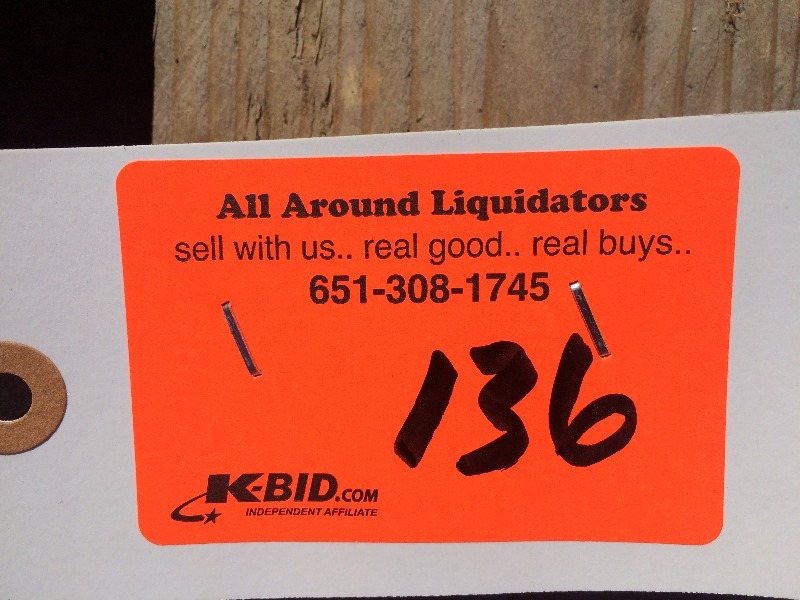 All Around Liquidators
sell with us.. real good.. real buys..
651-308-1745
136
K-BID.COM
INDEPENDENT AFFILIATE